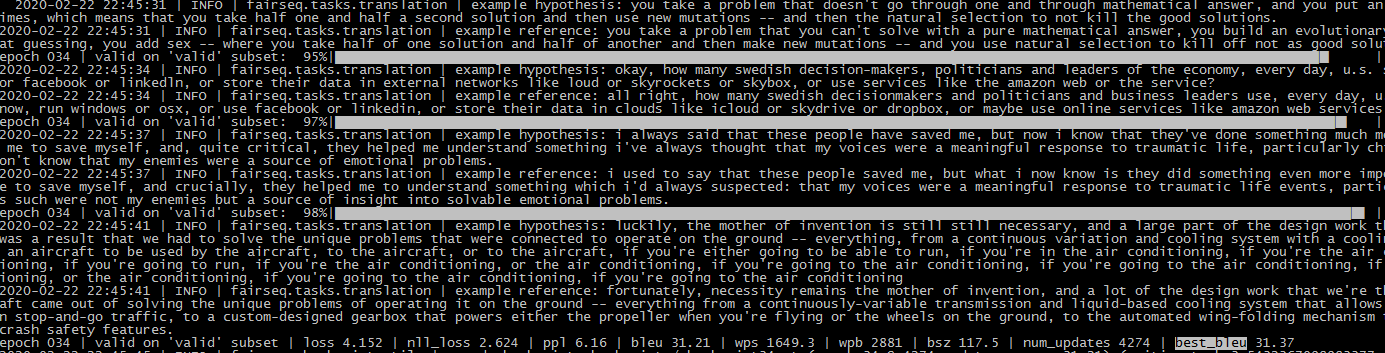 2020-02-22 22:45:31 | INFO | fairseq.tasks.translation | example hypothesis: you take a problem that doesn't go through one and through mathematical answer, and you put an
imes, which means that you take half one and half a second solution and then use new mutations -- and then the natural selection to not kill the good solutions.
2020-02-22 22:45:31 | INFO | fairseq.tasks.translation | example reference: you take a problem that you can't solve with a pure mathematical answer, you build an evolutionary
at guessing, you add sex -- where you take half of one solution and half of another and then make new mutations -- and you use natural selection to kill off not as good solut
epoch 034 | valid on 'valid' subset: 95%|
2020-02-22 22:45:34 | INFO | fairseq.tasks.translation | example hypothesis: okay, how many swedish decision-makers, politicians and leaders of the economy, every day, u.s. s
or facebook or linkedln, or store their data in external networks like loud or skyrockets or skybox, or use services like the amazon web or the service?
2020-02-22 22:45:34 | INFO | fairseq.tasks.translation | example reference: all right, how many swedish decisionmakers and politicians and business leaders use, every day, u
now, run windows or osx, or use facebook or linkedin, or store their data in clouds like icloud or skydrive or dropbox, or maybe use online services like amazon web services
epoch 034 | valid on 'valid' subset: 97%|
2020-02-22 22:45:37 | INFO | fairseq.tasks.translation | example hypothesis: i always said that these people have saved me, but now i know that they've done something much mo
me to save myself, and, quite critical, they helped me understand something i've always thought that my voices were a meaningful response to traumatic life, particularly ch
on't know that my enemies were a source of emotional problems.
2020-02-22 22:45:37 | INFO | fairseq.tasks.translation | example reference: i used to say that these people saved me, but what i now know is they did something even more impo
e to save myself, and crucially, they helped me to understand something which i'd always suspected: that my voices were a meaningful response to traumatic life events, partic
s such were not my enemies but a source of insight into solvable emotional problems.
epoch 034 | valid on 'valid' subset: 98%|
2020-02-22 22:45:41 | INFO | fairseq.tasks.translation | example hypothesis: luckily, the mother of invention is still still necessary, and a large part of the design work th
was a result that we had to solve the unique problems that were connected to operate on the ground -- everything, from a continuous variation and cooling system with a coolin
an aircraft to be used by the aircraft, to the aircraft, or to the aircraft, if you're either going to be able to run, if you're in the air conditioning, if you're the air c
ioning, if you're going to run, if you're the air conditioning, or the air conditioning, if you're going to the air conditioning, if you're going to the air conditioning, if
ioning, or the air conditioning, if you're going to the air conditioning, if you're going to the air conditioning
2020-02-22 22:45:41 | INFO | fairseq.tasks.translation | example reference: fortunately, necessity remains the mother of invention, and a lot of the design work that we're th
aft came out of solving the unique problems of operating it on the ground -- everything from a continuously-variable transmission and liquid-based cooling system that allows
n stop-and-go traffic, to a custom-designed gearbox that powers either the propeller when you're flying or the wheels on the ground, to the automated wing-folding mechanism
crash safety features.
epoch 034 | valid on 'valid' subset | loss 4.152 | nll_loss 2.624 | ppl 6.16 | bleu 31.21 | wps 1649.3 | wpb 2881 | bsz 117.5 | num_updates 4274 | best_bleu 31.37